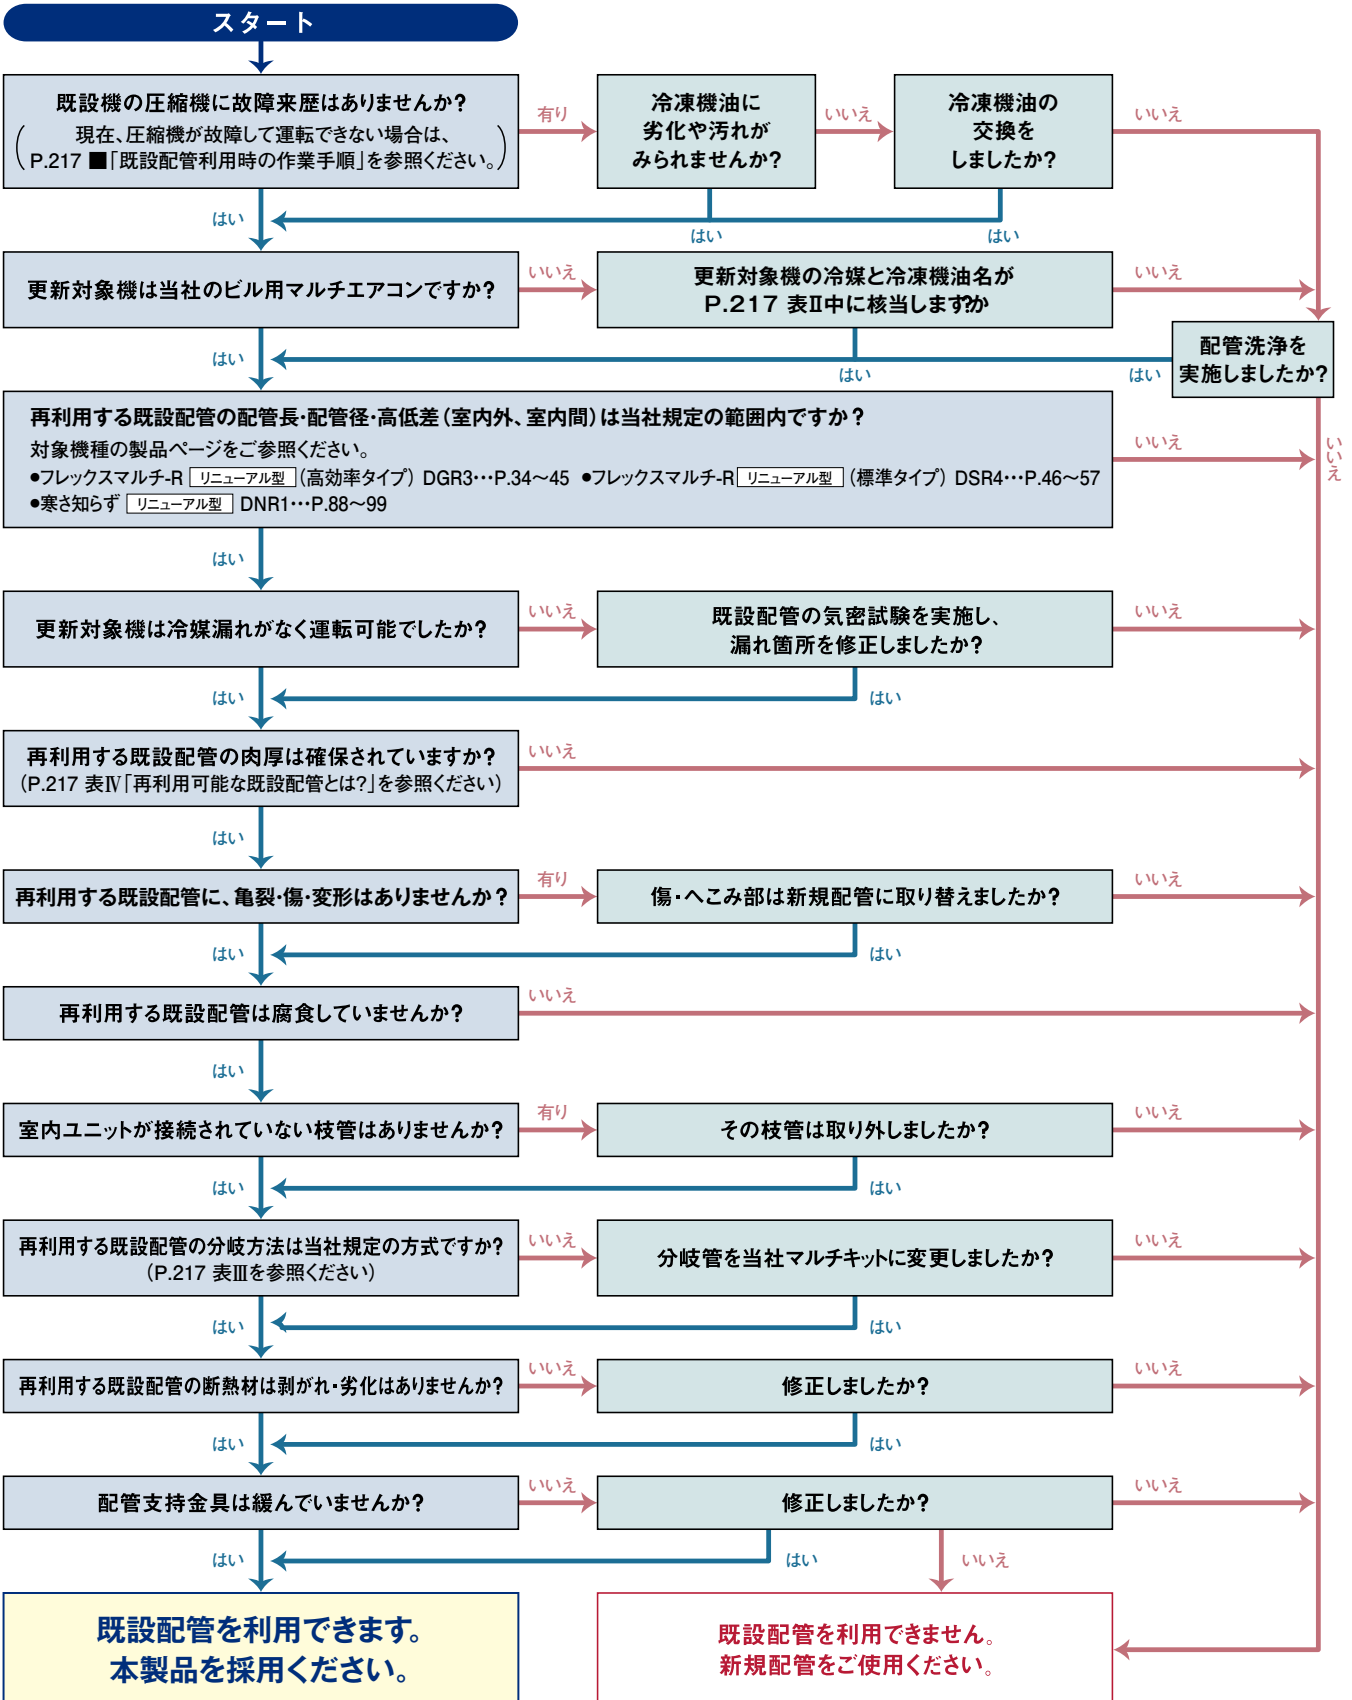 スタート
既設機の圧縮機に故障来歴はありませんか?
現在、圧縮機が故障して運転できない場合は、
P.217 ■「既設配管利用時の作業手順」を参照ください。
有り
冷凍機油に
劣化や汚れが
みられませんか?
いいえ
冷凍機油の
交換を
しましたか?
いいえ
はい
はい
はい
更新対象機は当社のビル用マルチエアコンですか?
いいえ
更新対象機の冷媒と冷凍機油名が
P.217 表Ⅱ中に核当しますか?
いいえ
配管洗浄を
実施しましたか?
はい
はい
はい
いいえ
再利用する既設配管の配管長・配管径・高低差(室内外、室内間)は当社規定の範囲内ですか?
対象機種の製品ページをご参照ください。
●フレックスマルチ-R リニューアル型 (高効率タイプ) DGR3…P.34〜45 ●フレックスマルチ-R リニューアル型 (標準タイプ) DSR4…P.46〜57
●寒さ知らず リニューアル型 DNR1…P.88〜99
いいえ
はい
更新対象機は冷媒漏れがなく運転可能でしたか?
いいえ
既設配管の気密試験を実施し、
漏れ箇所を修正しましたか?
いいえ
はい
はい
再利用する既設配管の肉厚は確保されていますか?
(P.217 表Ⅳ「再利用可能な既設配管とは?」を参照ください)
いいえ
はい
再利用する既設配管に、亀裂・傷・変形はありませんか?
有り
傷・へこみ部は新規配管に取り替えましたか?
いいえ
はい
はい
再利用する既設配管は腐食していませんか?
いいえ
はい
室内ユニットが接続されていない枝管はありませんか?
有り
その枝管は取り外しましたか?
いいえ
はい
はい
再利用する既設配管の分岐方法は当社規定の方式ですか?
(P.217 表Ⅲを参照ください)
いいえ
分岐管を当社マルチキットに変更しましたか?
いいえ
はい
はい
再利用する既設配管の断熱材は剥がれ・劣化はありませんか?
いいえ
修正しましたか?
いいえ
はい
はい
配管支持金具は緩んでいませんか?
いいえ
修正しましたか?
いいえ
はい
はい
いいえ
既設配管を利用できます。
本製品を採用ください。
既設配管を利用できません。
新規配管をご使用ください。